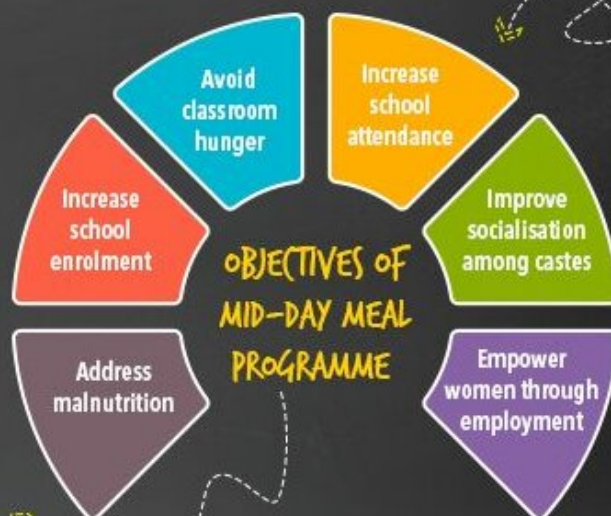 Avoid
classroom
hunger
Increase
school
attendance
Increase
school
enrolment
Improve
socialisation
among castes
OBJECTIVES OF
MID-DAY MEAL
PROGRAMME
Address
malnutrition
Empower
women through
employment